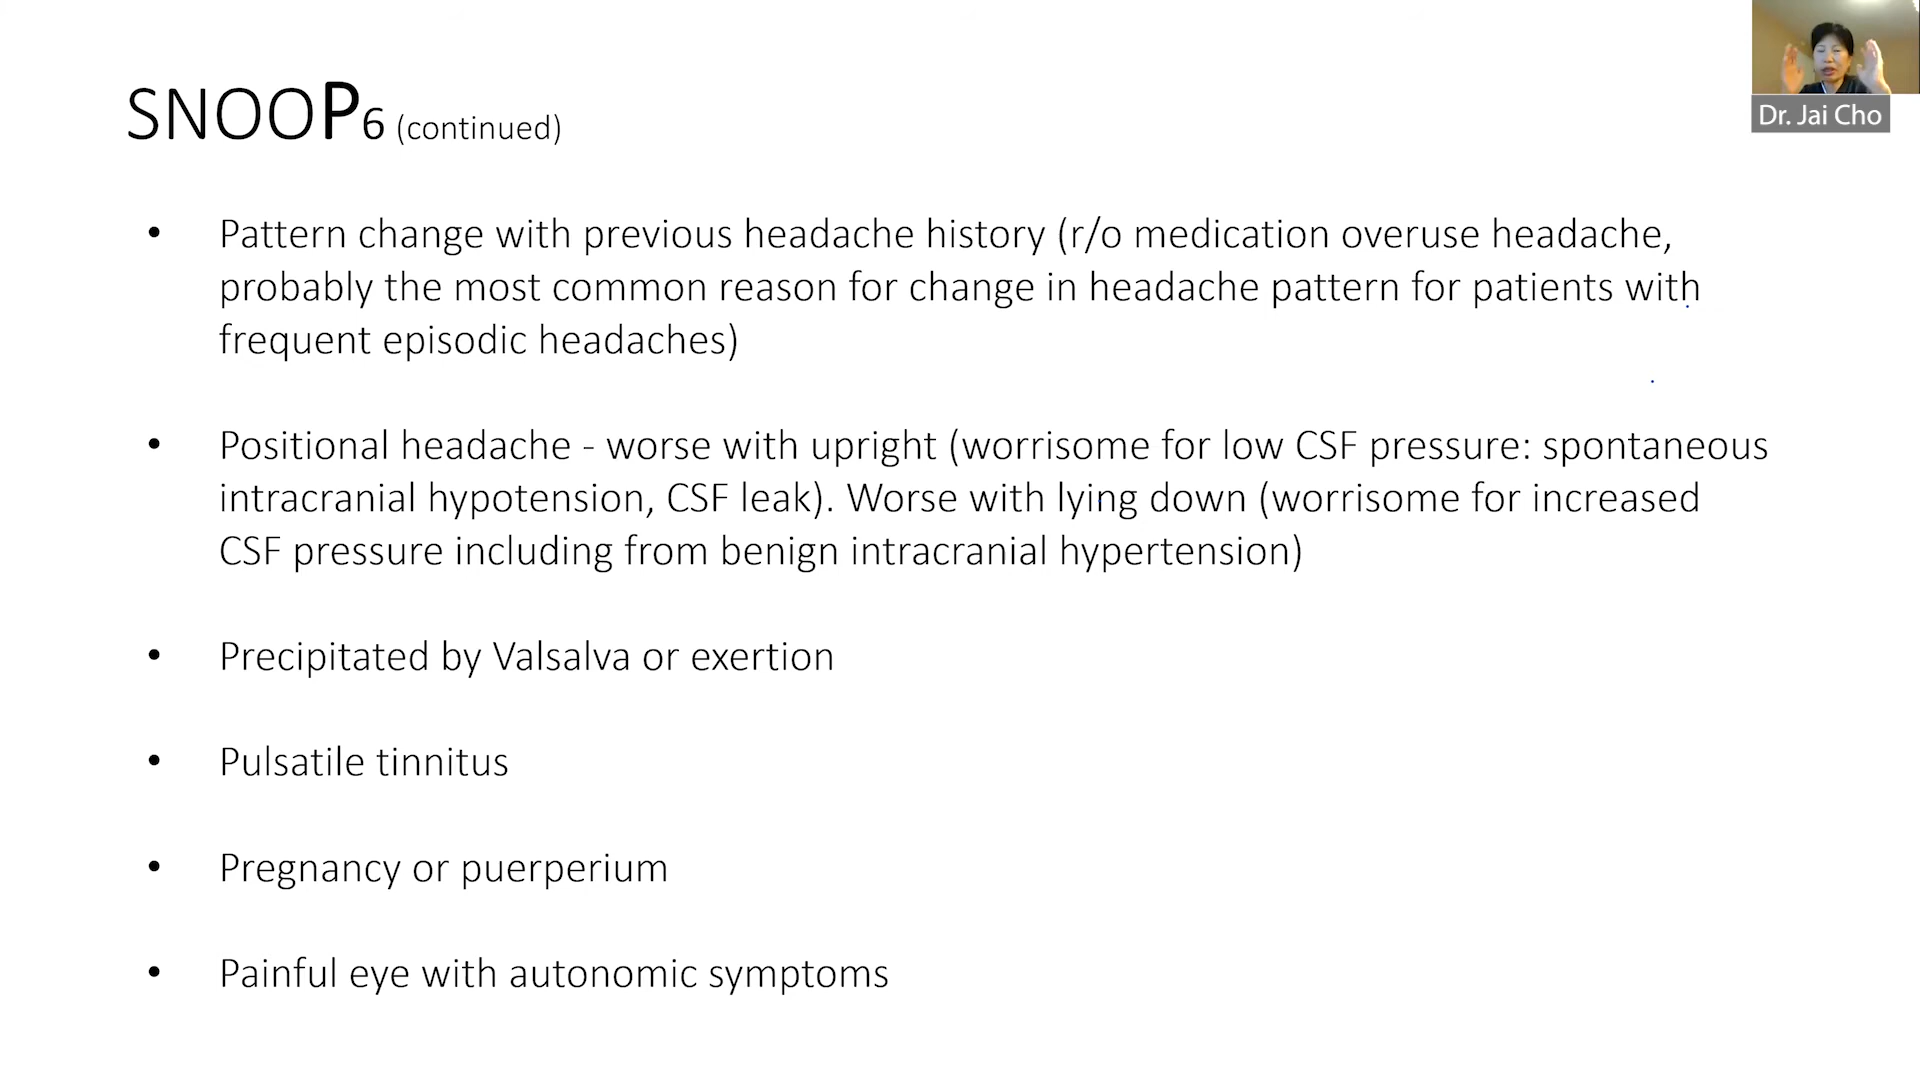 SNOOP6 (continued)
Dr. Jai Cho
• Pattern change with previous headache history (r/o medication overuse headache,
probably the most common reason for change in headache pattern for patients with
frequent episodic headaches)
• Positional headache - worse with upright (worrisome for low CSF pressure: spontaneous
intracranial hypotension, CSF leak). Worse with lying down (worrisome for increased
CSF pressure including from benign intracranial hypertension)
• Precipitated by Valsalva or exertion
• Pulsatile tinnitus
• Pregnancy or puerperium
• Painful eye with autonomic symptoms